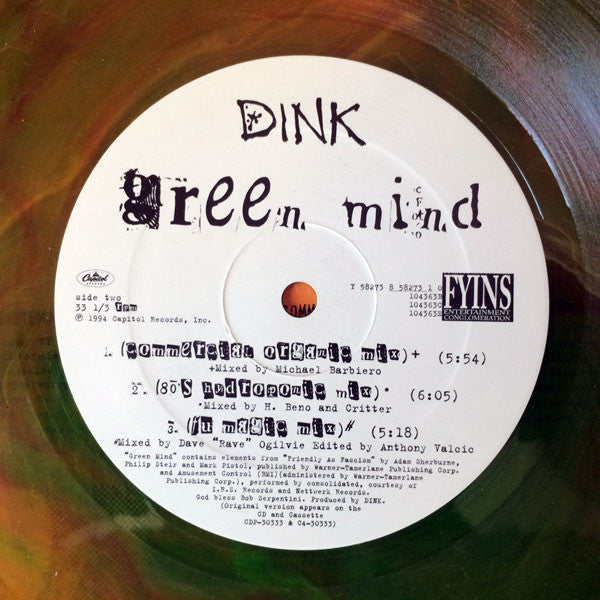 DINK
green mind
Capitol
side two
33 1/3 rpm
℗ 1994 Capitol Records, Inc.
Y 58273 8 58273 1 0
104363B
104363C
104363E
FYINS
ENTERTAINMENT
CONGLOMERATION
COMM
1. (commercial organic mix)+ (5:54)
+Mixed by Michael Barbiero
2. (80's hydroponic mix)* (6:05)
*Mixed by H. Beno and Critter
3. ('u magic mix)# (5:18)
#Mixed by Dave "Rave" Ogilvie Edited by Anthony Valcic
"Green Mind" contains elements from "Friendly As Fascism" by Adam Sherburne,
Philip Steir and Mark Pistol, published by Warner-Tamerlane Publishing Corp.
and Amusement Control (BMI)(administered by Warner-Tamerlane
Publishing Corp.), performed by consolidated, courtesy of
I.R.S. Records and Nettwerk Records.
God bless Bob Serpentini. Produced by DINK.
(Original version appears on the
CD and Cassette
CDP-30333 & C4-30333)